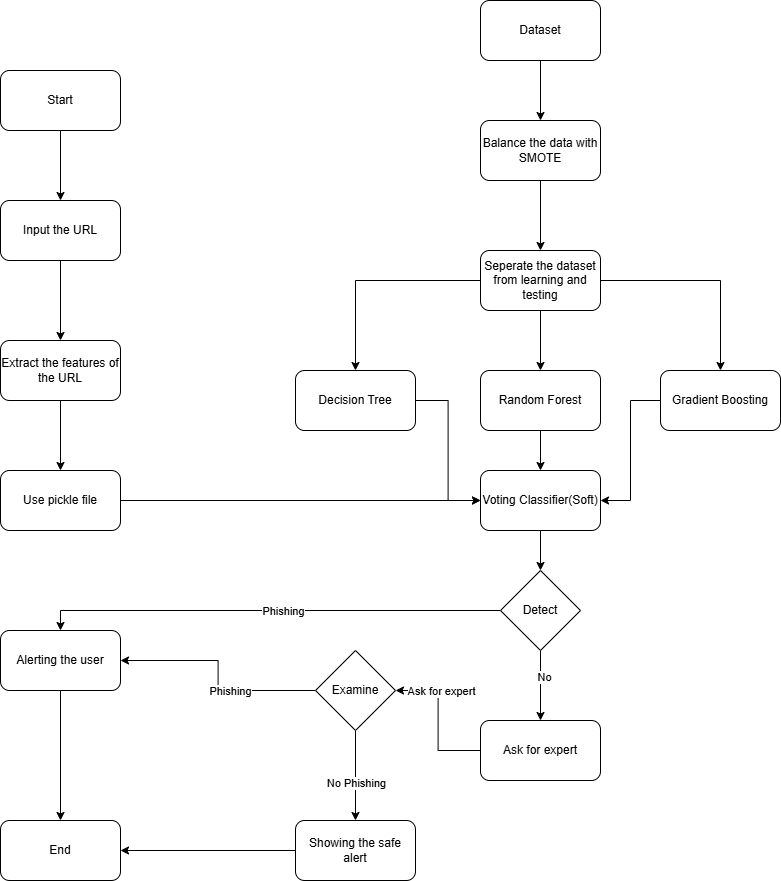 Dataset
Start
Balance the data with
SMOTE
Input the URL
Seperate the dataset
from learning and
testing
Extract the features of
the URL
Decision Tree
Random Forest
Gradient Boosting
Use pickle file
Voting Classifier(Soft)
Detect
Phishing
Alerting the user
No
Examine
Phishing
Ask for expert
Ask for expert
No Phishing
Showing the safe
alert
End